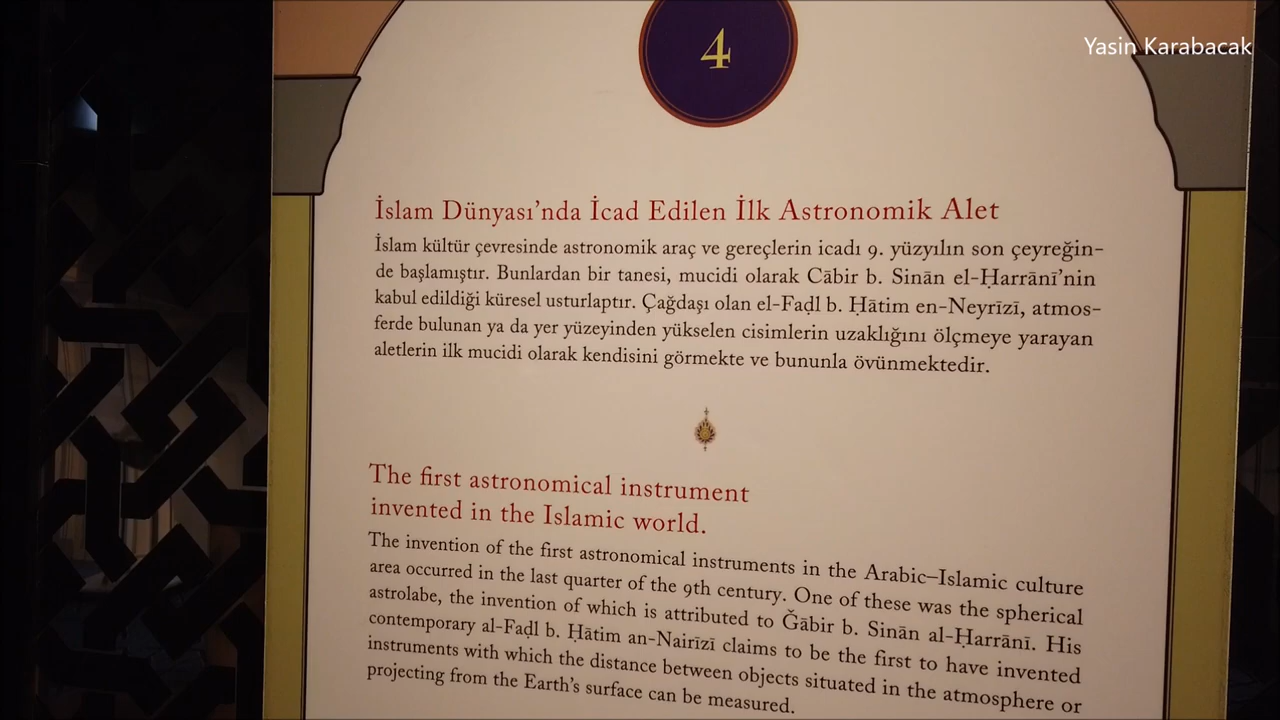 4
Yasin Karabacak
İslam Dünyası'nda İcad Edilen İlk Astronomik Alet
İslam kültür çevresinde astronomik araç ve gereçlerin icadı 9. yüzyılın son çeyreğin-
de başlamıştır. Bunlardan bir tanesi, mucidi olarak Cābir b. Sinān el-Ḥarrānī'nin
kabul edildiği küresel usturlaptır. Çağdaşı olan el-Faḍl b. Ḥātim en-Neyrīzī, atmos-
ferde bulunan ya da yer yüzeyinden yükselen cisimlerin uzaklığını ölçmeye yarayan
aletlerin ilk mucidi olarak kendisini görmekte ve bununla övünmektedir.
The first astronomical instrument
invented in the Islamic world.
The invention of the first astronomical instruments in the Arabic–Islamic culture
area occurred in the last quarter of the 9th century. One of these was the spherical
astrolabe, the invention of which is attributed to Ǧābir b. Sinān al-Ḥarrānī. His
contemporary al-Faḍl b. Ḥātim an-Nairīzī claims to be the first to have invented
instruments with which the distance between objects situated in the atmosphere or
projecting from the Earth's surface can be measured.